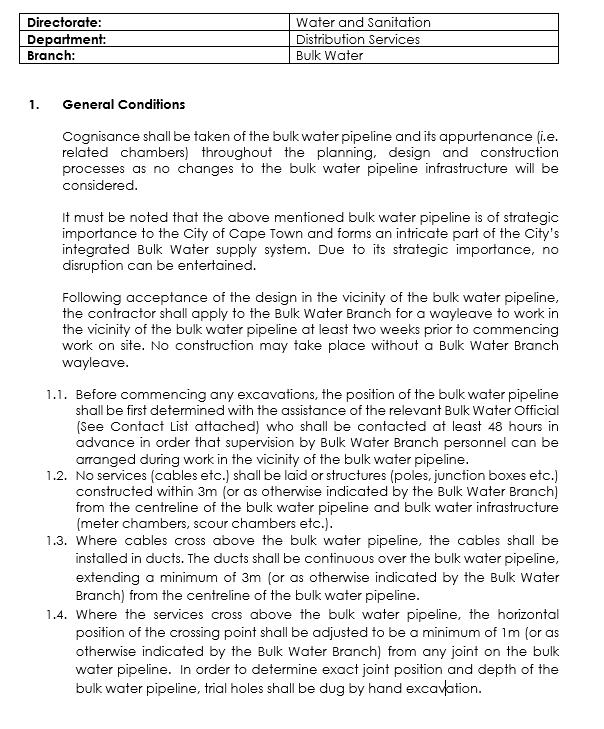 Directorate: Water and Sanitation
Department: Distribution Services
Branch: Bulk Water
1. General Conditions
Cognisance shall be taken of the bulk water pipeline and its appurtenance (i.e.
related chambers) throughout the planning, design and construction
processes as no changes to the bulk water pipeline infrastructure will be
considered.
It must be noted that the above mentioned bulk water pipeline is of strategic
importance to the City of Cape Town and forms an intricate part of the City's
integrated Bulk Water supply system. Due to its strategic importance, no
disruption can be entertained.
Following acceptance of the design in the vicinity of the bulk water pipeline,
the contractor shall apply to the Bulk Water Branch for a wayleave to work in
the vicinity of the bulk water pipeline at least two weeks prior to commencing
work on site. No construction may take place without a Bulk Water Branch
wayleave.
1.1. Before commencing any excavations, the position of the bulk water pipeline
shall be first determined with the assistance of the relevant Bulk Water Official
(See Contact List attached) who shall be contacted at least 48 hours in
advance in order that supervision by Bulk Water Branch personnel can be
arranged during work in the vicinity of the bulk water pipeline.
1.2. No services (cables etc.) shall be laid or structures (poles, junction boxes etc.)
constructed within 3m (or as otherwise indicated by the Bulk Water Branch)
from the centreline of the bulk water pipeline and bulk water infrastructure
(meter chambers, scour chambers etc.).
1.3. Where cables cross above the bulk water pipeline, the cables shall be
installed in ducts. The ducts shall be continuous over the bulk water pipeline,
extending a minimum of 3m (or as otherwise indicated by the Bulk Water
Branch) from the centreline of the bulk water pipeline.
1.4. Where the services cross above the bulk water pipeline, the horizontal
position of the crossing point shall be adjusted to be a minimum of 1m (or as
otherwise indicated by the Bulk Water Branch) from any joint on the bulk
water pipeline. In order to determine exact joint position and depth of the
bulk water pipeline, trial holes shall be dug by hand excavation.